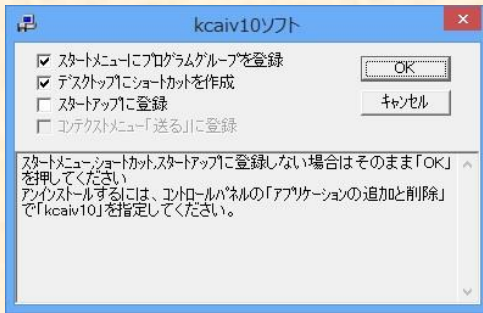 kcaiv10ソフト
スタートメニューにプログラムグループを登録
デスクトップにショートカットを作成
スタートアップに登録
コンテクストメニュー「送る」に登録
OK
キャンセル
スタートメニュー,ショートカット,スタートアップに登録しない場合はそのまま「OK」
を押してください
アンインストールするには、コントロールパネルの「アプリケーションの追加と削除」
で「kcaiv10」を指定してください。